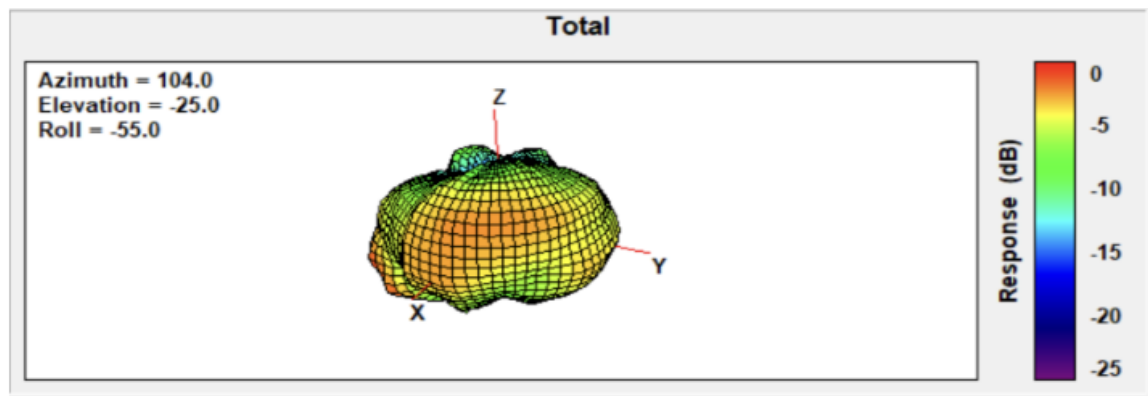 Total
Azimuth = 104.0
Elevation = -25.0
Roll = -55.0
Z
Y
X
Response (dB)
0
-5
-10
-15
-20
-25